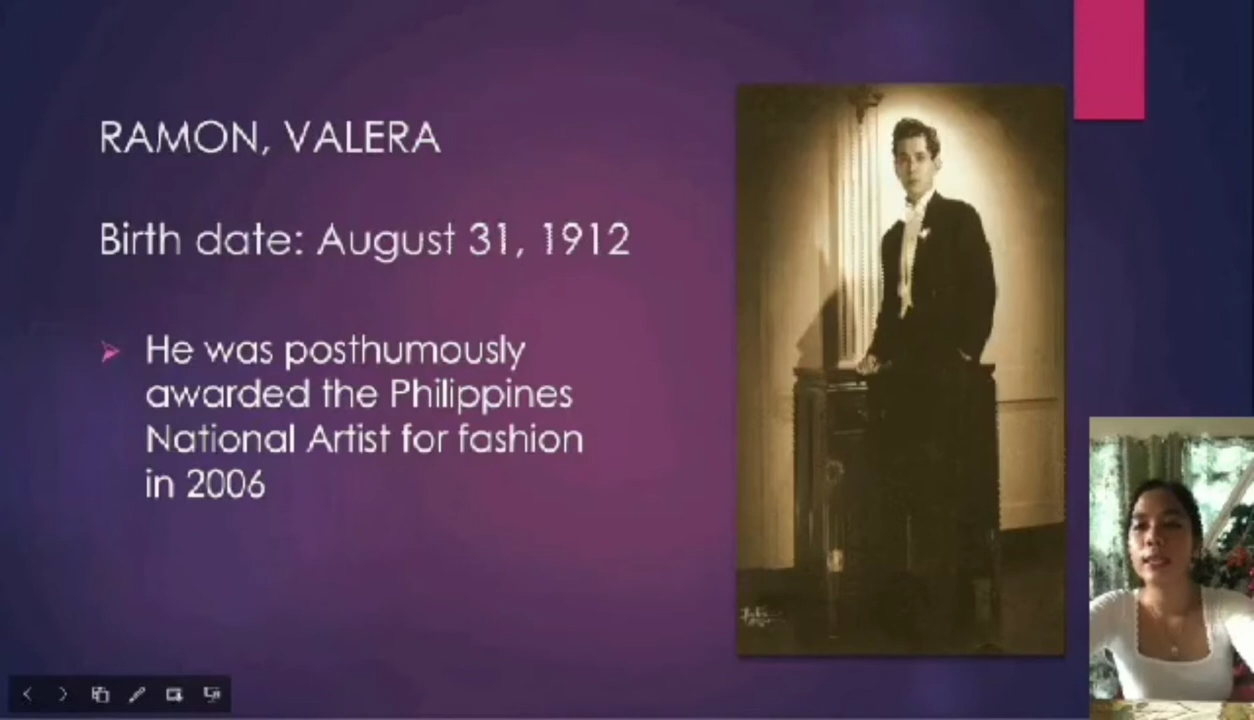 RAMON, VALERA
Birth date: August 31, 1912
He was posthumously
awarded the Philippines
National Artist for fashion
in 2006